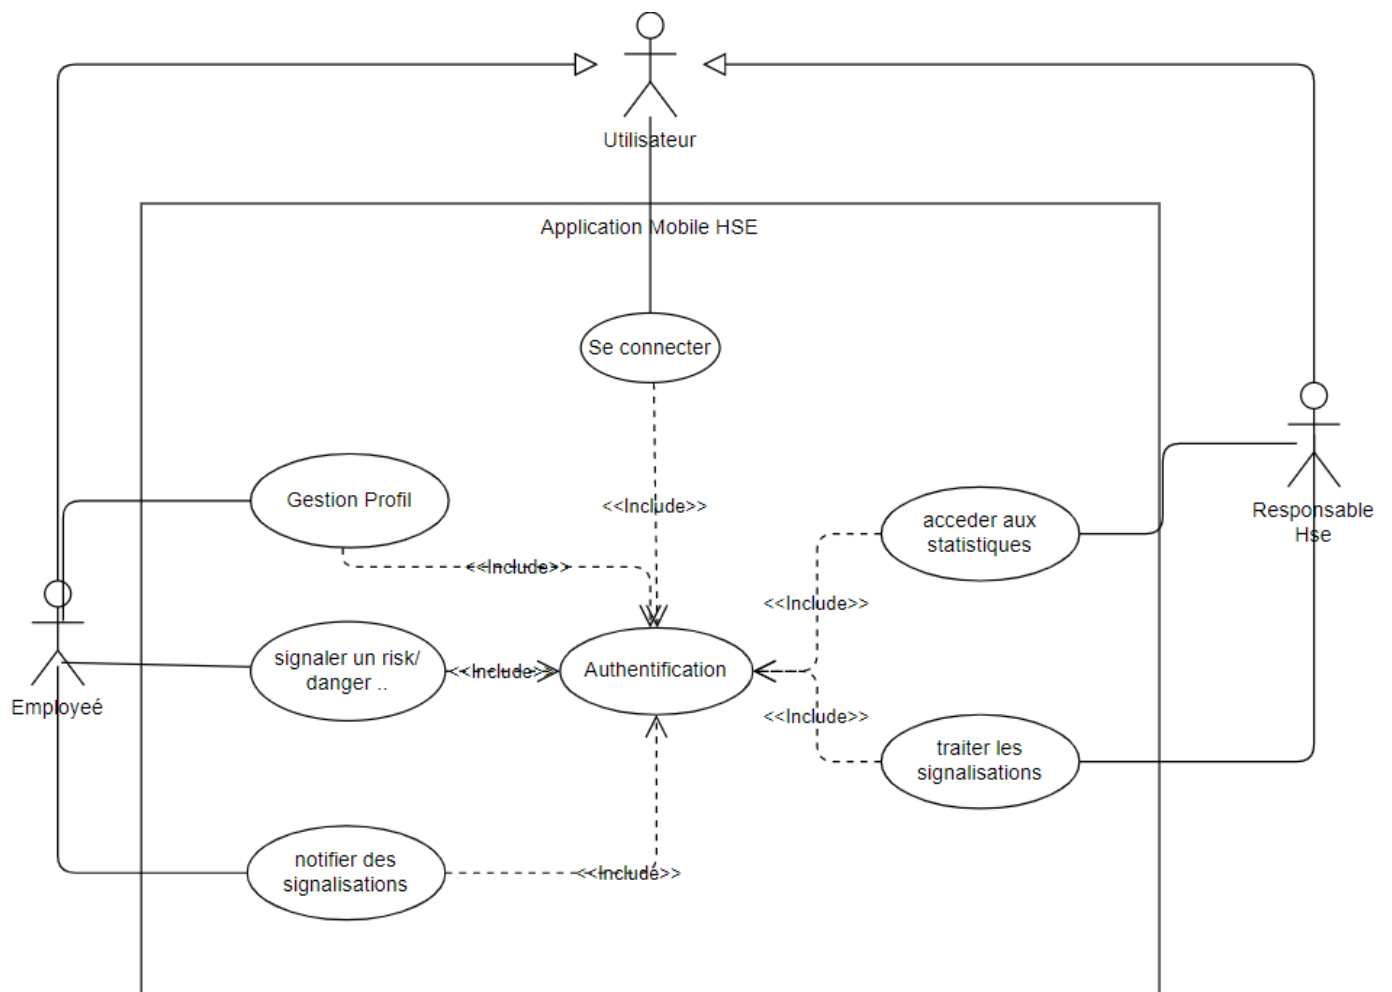 Utilisateur
Application Mobile HSE
Se connecter
Gestion Profil
<<Include>>
acceder aux
statistiques
Responsable
Hse
<<Include>>
<<Include>>
signaler un risk/
danger ..
<<Include>>
Authentification
Employeé
<<Include>>
traiter les
signalisations
notifier des
signalisations
<<Include>>